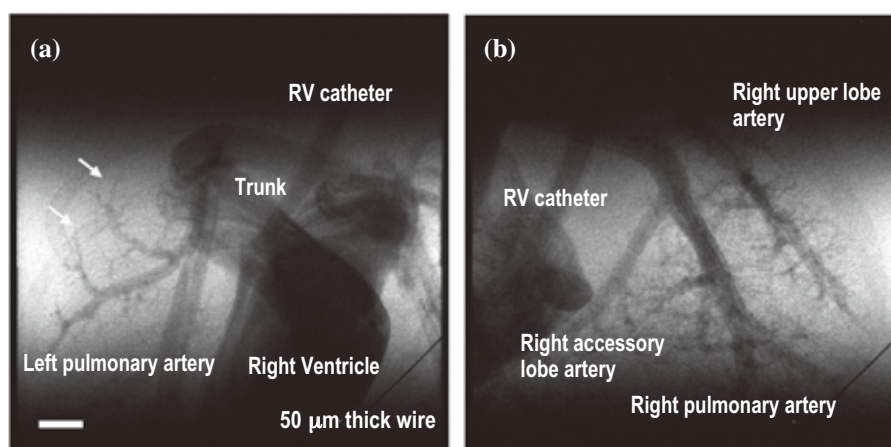 (a)
RV catheter
Trunk
Left pulmonary artery
Right Ventricle
50 μm thick wire
(b)
Right upper lobe
artery
RV catheter
Right accessory
lobe artery
Right pulmonary artery